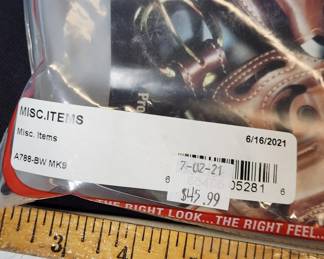 MISC.ITEMS
Misc. Items
6/16/2021
A788-BW MK9
7-02-21
$45.99
6
05281
6
THE RIGHT LOOK...THE RIGHT FEEL...
3
4